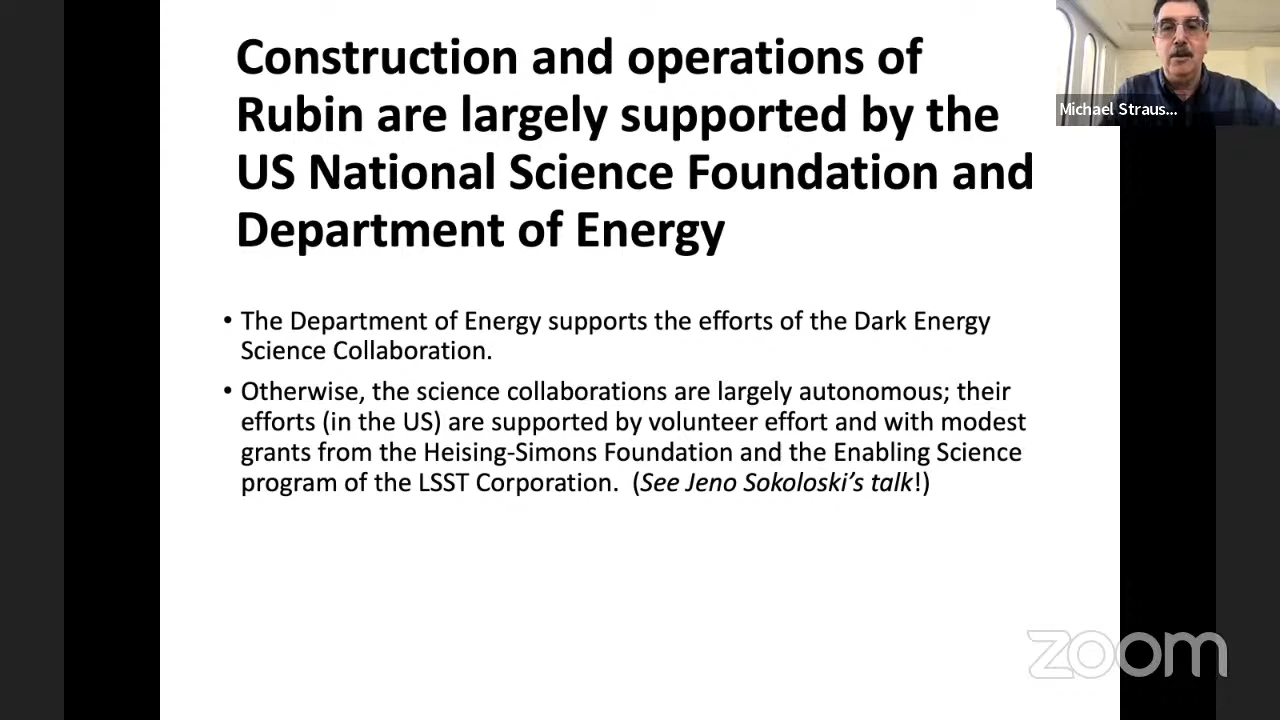 Construction and operations of
Rubin are largely supported by the
US National Science Foundation and
Department of Energy
Michael Straus...
• The Department of Energy supports the efforts of the Dark Energy
Science Collaboration.
• Otherwise, the science collaborations are largely autonomous; their
efforts (in the US) are supported by volunteer effort and with modest
grants from the Heising-Simons Foundation and the Enabling Science
program of the LSST Corporation. (See Jeno Sokoloski’s talk!)
zoom